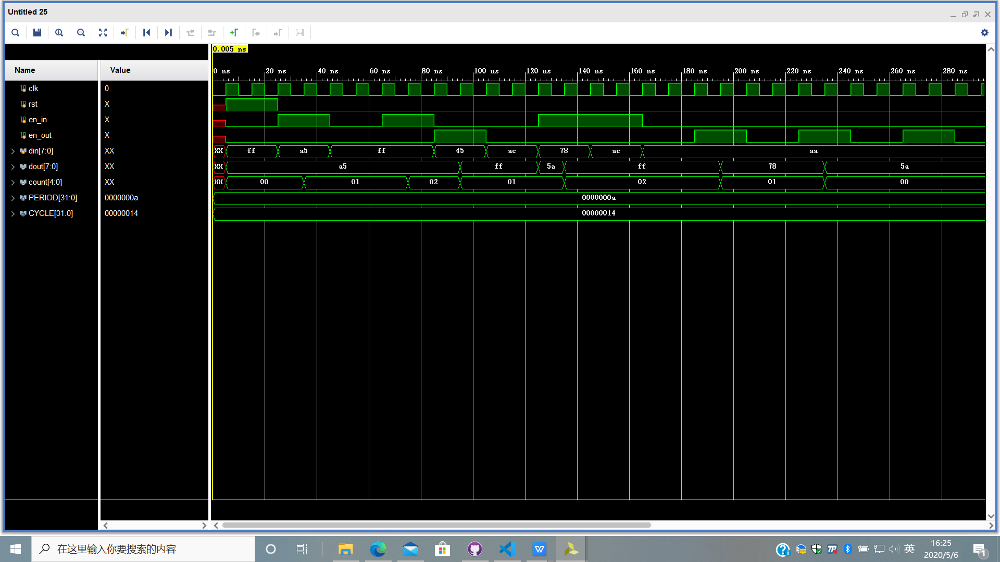 Untitled 25
0.005 ns
Name Value
0 ns 20 ns 40 ns 60 ns 80 ns 100 ns 120 ns 140 ns 160 ns 180 ns 200 ns 220 ns 240 ns 260 ns 280 ns
clk 0
rst X
en_in X
en_out X
din[7:0] XX XX ff a5 ff 45 ac 78 ac aa
dout[7:0] XX XX a5 ff 5a ff 78 5a
count[4:0] XX XX 00 01 02 01 02 01 00
PERIOD[31:0] 0000000a 0000000a
CYCLE[31:0] 00000014 00000014
在这里输入你要搜索的内容
英
16:25
2020/5/6
1